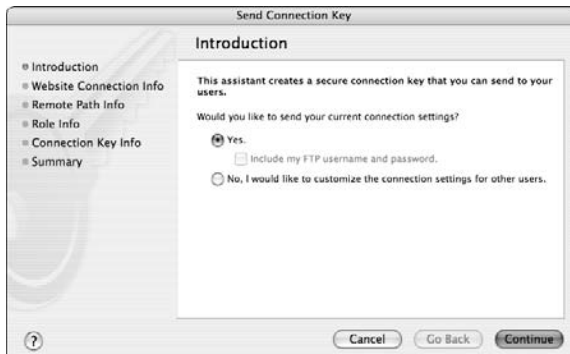 Send Connection Key
Introduction
Introduction
Website Connection Info
Remote Path Info
Role Info
Connection Key Info
Summary
This assistant creates a secure connection key that you can send to your
users.
Would you like to send your current connection settings?
Yes.
Include my FTP username and password.
No, I would like to customize the connection settings for other users.
?
Cancel
Go Back
Continue